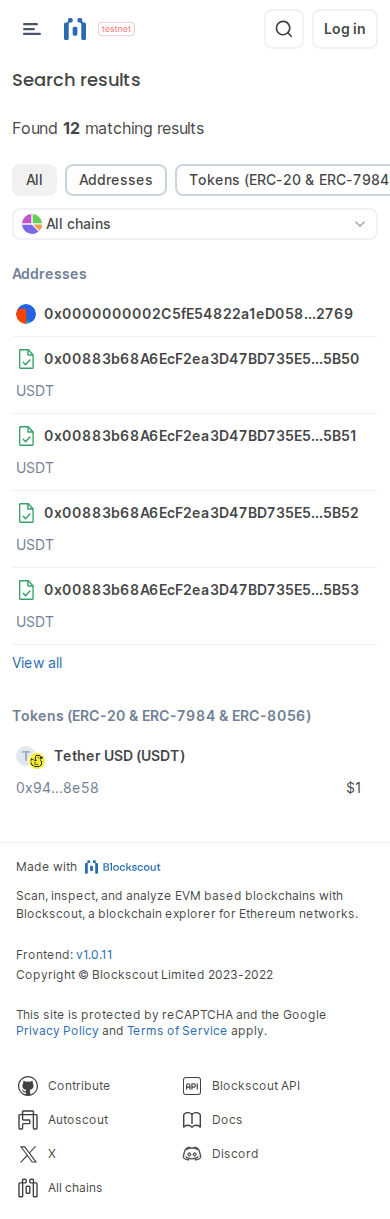 testnet
Log in
Search results
Found 12 matching results
All
Addresses
Tokens (ERC-20 & ERC-7984
All chains
Addresses
0x0000000002C5fE54822a1eD058...2769
0x00883b68A6EcF2ea3D47BD735E5...5B50
USDT
0x00883b68A6EcF2ea3D47BD735E5...5B51
USDT
0x00883b68A6EcF2ea3D47BD735E5...5B52
USDT
0x00883b68A6EcF2ea3D47BD735E5...5B53
USDT
View all
Tokens (ERC-20 & ERC-7984 & ERC-8056)
T
Tether USD (USDT)
0x94...8e58
$1
Made with Blockscout
Scan, inspect, and analyze EVM based blockchains with
Blockscout, a blockchain explorer for Ethereum networks.
Frontend: v1.0.11
Copyright © Blockscout Limited 2023-2022
This site is protected by reCAPTCHA and the Google
Privacy Policy and Terms of Service apply.
Contribute
API
Blockscout API
Autoscout
Docs
X
Discord
All chains